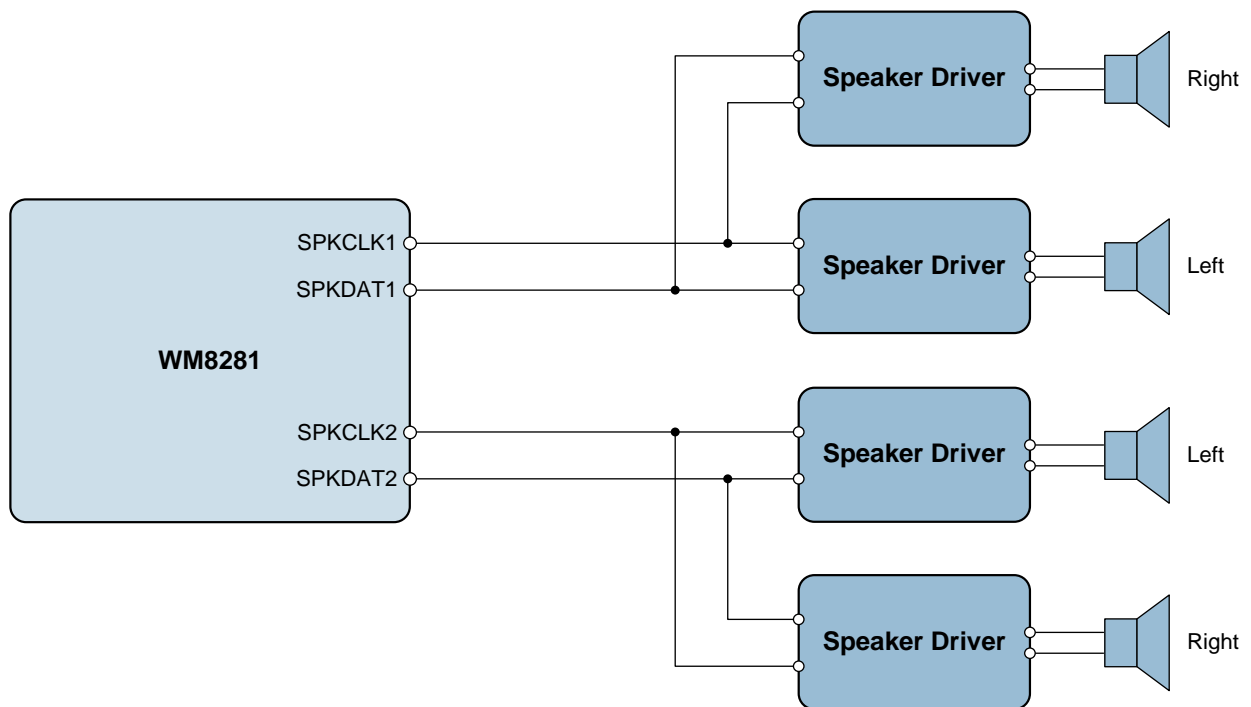 Speaker Driver
Right
SPKCLK1
SPKDAT1
Speaker Driver
Left
WM8281
SPKCLK2
SPKDAT2
Speaker Driver
Left
Speaker Driver
Right